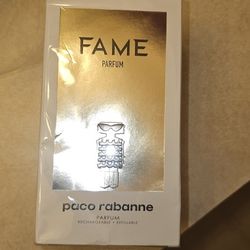 FAME
PARFUM
paco rabanne
PARFUM
RECHARGEABLE • REFILLABLE